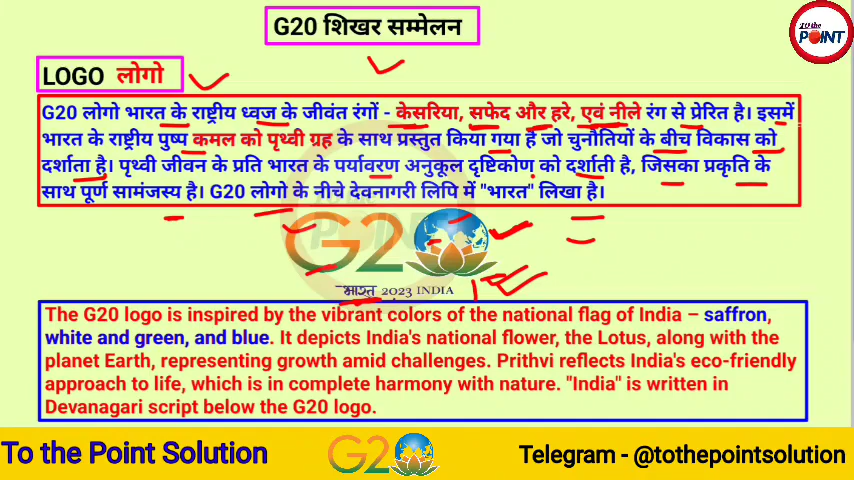 G20 शिखर सम्मेलन
TO the
POINT
LOGO लोगो
G20 लोगो भारत के राष्ट्रीय ध्वज के जीवंत रंगों - केसरिया, सफेद और हरे, एवं नीले रंग से प्रेरित है। इसमें
भारत के राष्ट्रीय पुष्प कमल को पृथ्वी ग्रह के साथ प्रस्तुत किया गया है जो चुनौतियों के बीच विकास को
दर्शाता है। पृथ्वी जीवन के प्रति भारत के पर्यावरण अनुकूल दृष्टिकोण को दर्शाती है, जिसका प्रकृति के
साथ पूर्ण सामंजस्य है। G20 लोगो के नीचे देवनागरी लिपि में "भारत" लिखा है।
TO the
POINT
G20
भारत 2023 INDIA
The G20 logo is inspired by the vibrant colors of the national flag of India – saffron,
white and green, and blue. It depicts India's national flower, the Lotus, along with the
planet Earth, representing growth amid challenges. Prithvi reflects India's eco-friendly
approach to life, which is in complete harmony with nature. "India" is written in
Devanagari script below the G20 logo.
To the Point Solution
G20
Telegram - @tothepointsolution